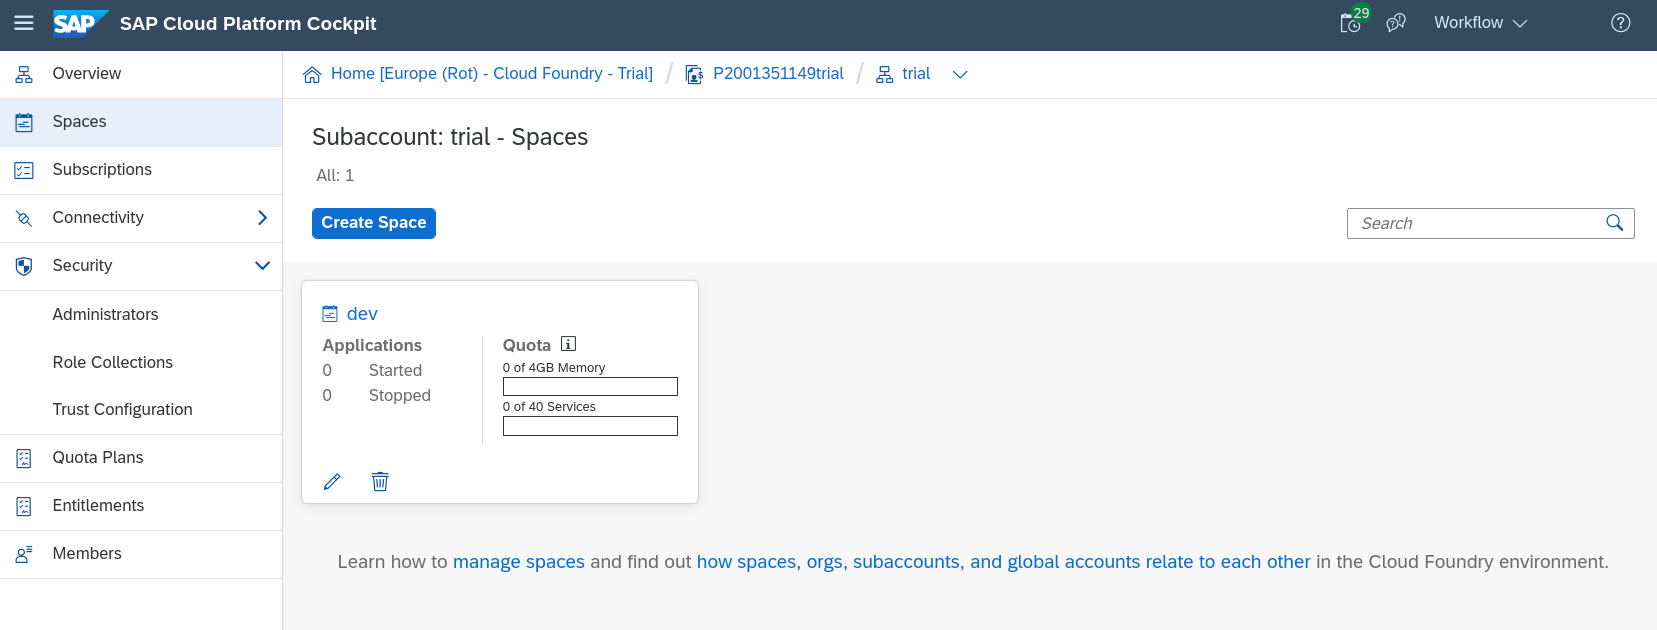 SAP SAP Cloud Platform Cockpit
29
Workflow
Overview
Spaces
Subscriptions
Connectivity
Security
Administrators
Role Collections
Trust Configuration
Quota Plans
Entitlements
Members
Home [Europe (Rot) - Cloud Foundry - Trial] / P2001351149trial / trial
Subaccount: trial - Spaces
All: 1
Create Space
Search
dev
Applications
0 Started
0 Stopped
Quota
0 of 4GB Memory
0 of 40 Services
Learn how to manage spaces and find out how spaces, orgs, subaccounts, and global accounts relate to each other in the Cloud Foundry environment.